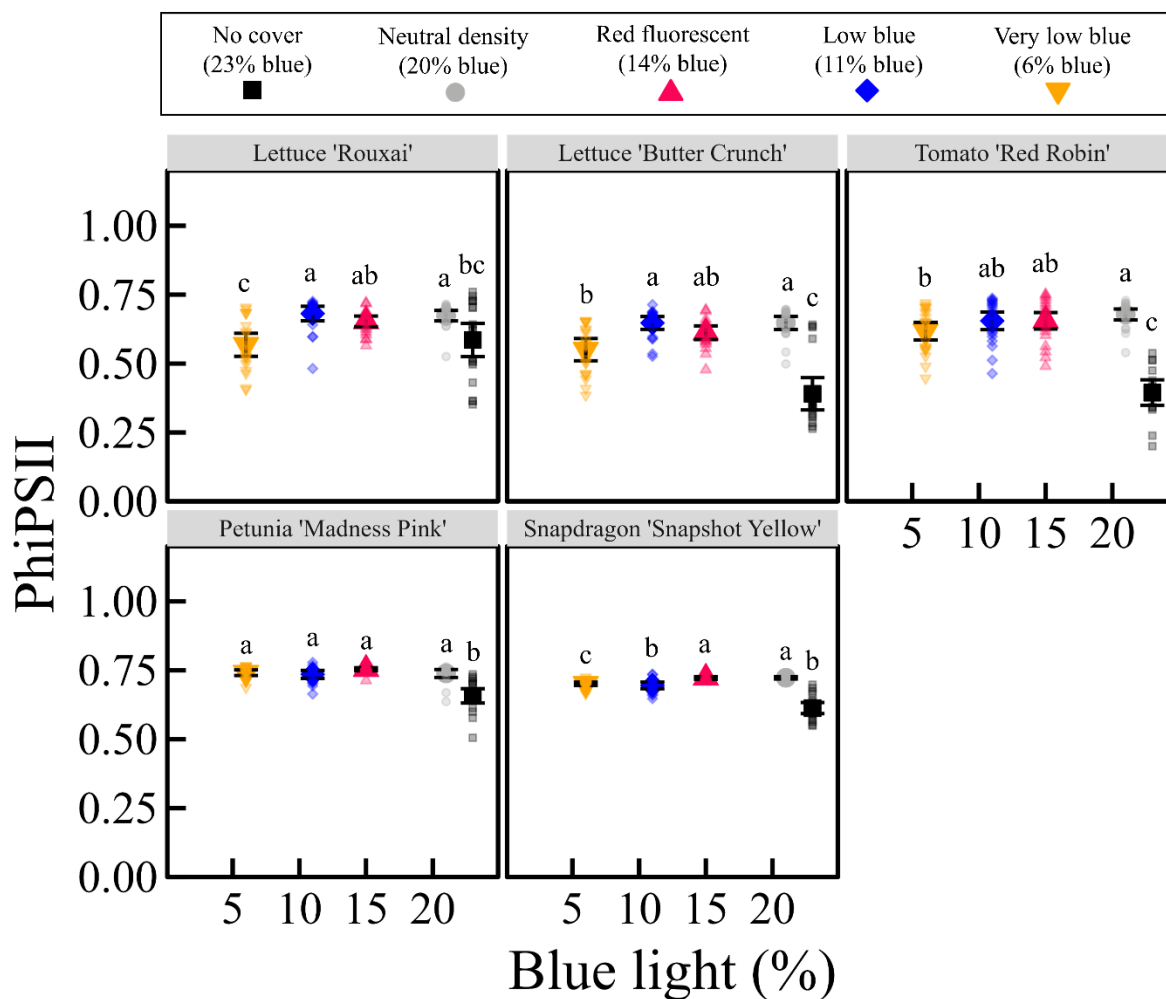 No cover
(23% blue)
Neutral density
(20% blue)
Red fluorescent
(14% blue)
Low blue
(11% blue)
Very low blue
(6% blue)
Lettuce 'Rouxai'
Lettuce 'Butter Crunch'
Tomato 'Red Robin'
1.00
0.75
0.50
0.25
0.00
c
a
ab
a
bc
b
a
ab
a
c
b
ab
ab
a
c
5
10
15
20
Petunia 'Madness Pink'
Snapdragon 'Snapshot Yellow'
1.00
0.75
0.50
0.25
0.00
a
a
a
a
b
c
b
a
a
b
5
10
15
20
5
10
15
20
PhiPSII
Blue light (%)